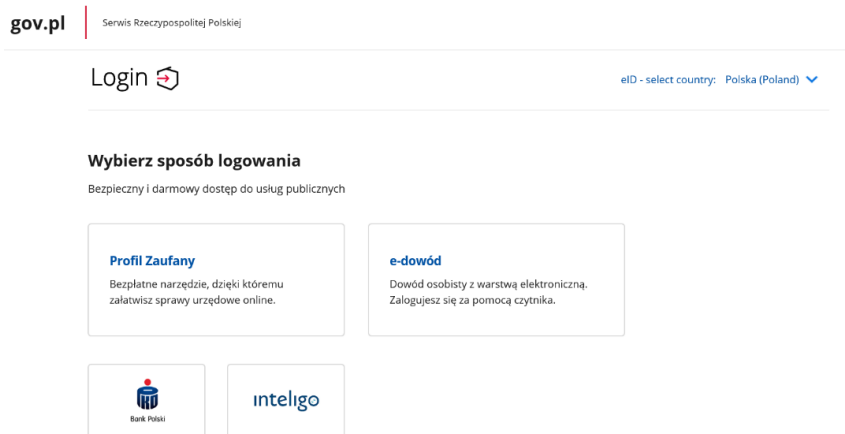 gov.pl
Serwis Rzeczypospolitej Polskiej
Login
eID - select country: Polska (Poland)
Wybierz sposób logowania
Bezpieczny i darmowy dostęp do usług publicznych
Profil Zaufany
Bezpłatne narzędzie, dzięki któremu
załatwisz sprawy urzędowe online.
e-dowód
Dowód osobisty z warstwą elektroniczną.
Zalogujesz się za pomocą czytnika.
Bank Polski
inteligo